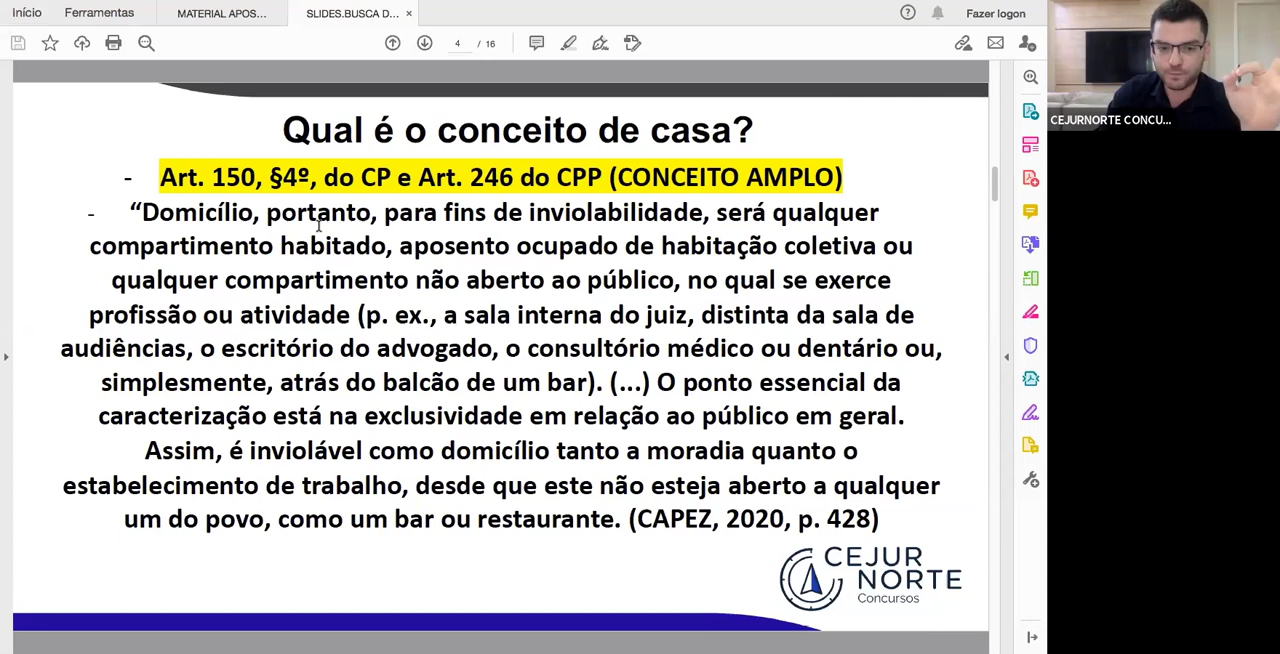 Início Ferramentas MATERIAL APOS... SLIDES.BUSCA D... × Fazer logon
4 / 16
CEJURNORTE CONCU...
Qual é o conceito de casa?
- Art. 150, §4º, do CP e Art. 246 do CPP (CONCEITO AMPLO)
- “Domicílio, portanto, para fins de inviolabilidade, será qualquer
compartimento habitado, aposento ocupado de habitação coletiva ou
qualquer compartimento não aberto ao público, no qual se exerce
profissão ou atividade (p. ex., a sala interna do juiz, distinta da sala de
audiências, o escritório do advogado, o consultório médico ou dentário ou,
simplesmente, atrás do balcão de um bar). (...) O ponto essencial da
caracterização está na exclusividade em relação ao público em geral.
Assim, é inviolável como domicílio tanto a moradia quanto o
estabelecimento de trabalho, desde que este não esteja aberto a qualquer
um do povo, como um bar ou restaurante. (CAPEZ, 2020, p. 428)
CEJUR
NORTE
Concursos